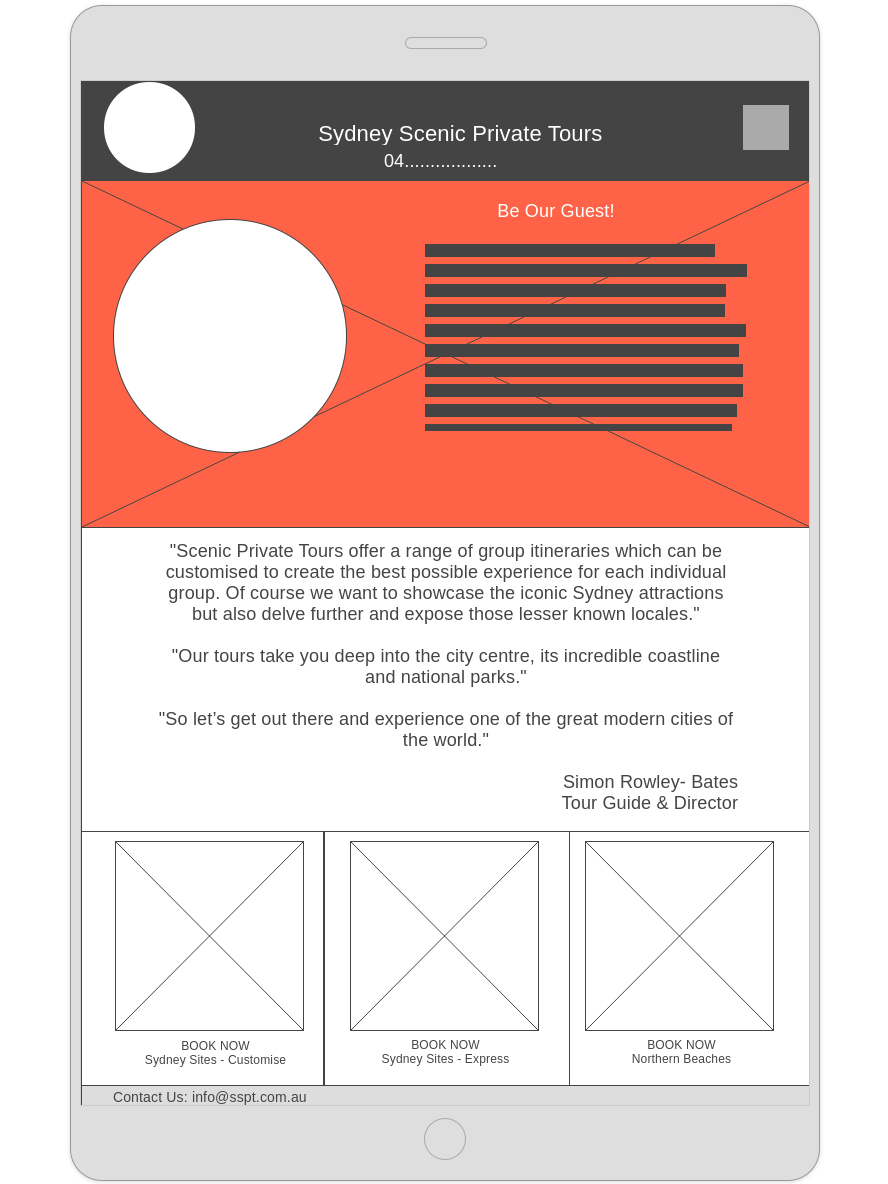 Sydney Scenic Private Tours
04..................
Be Our Guest!
"Scenic Private Tours offer a range of group itineraries which can be
customised to create the best possible experience for each individual
group. Of course we want to showcase the iconic Sydney attractions
but also delve further and expose those lesser known locales."
"Our tours take you deep into the city centre, its incredible coastline
and national parks."
"So let’s get out there and experience one of the great modern cities of
the world."
Simon Rowley- Bates
Tour Guide & Director
BOOK NOW
Sydney Sites - Customise
BOOK NOW
Sydney Sites - Express
BOOK NOW
Northern Beaches
Contact Us: info@sspt.com.au